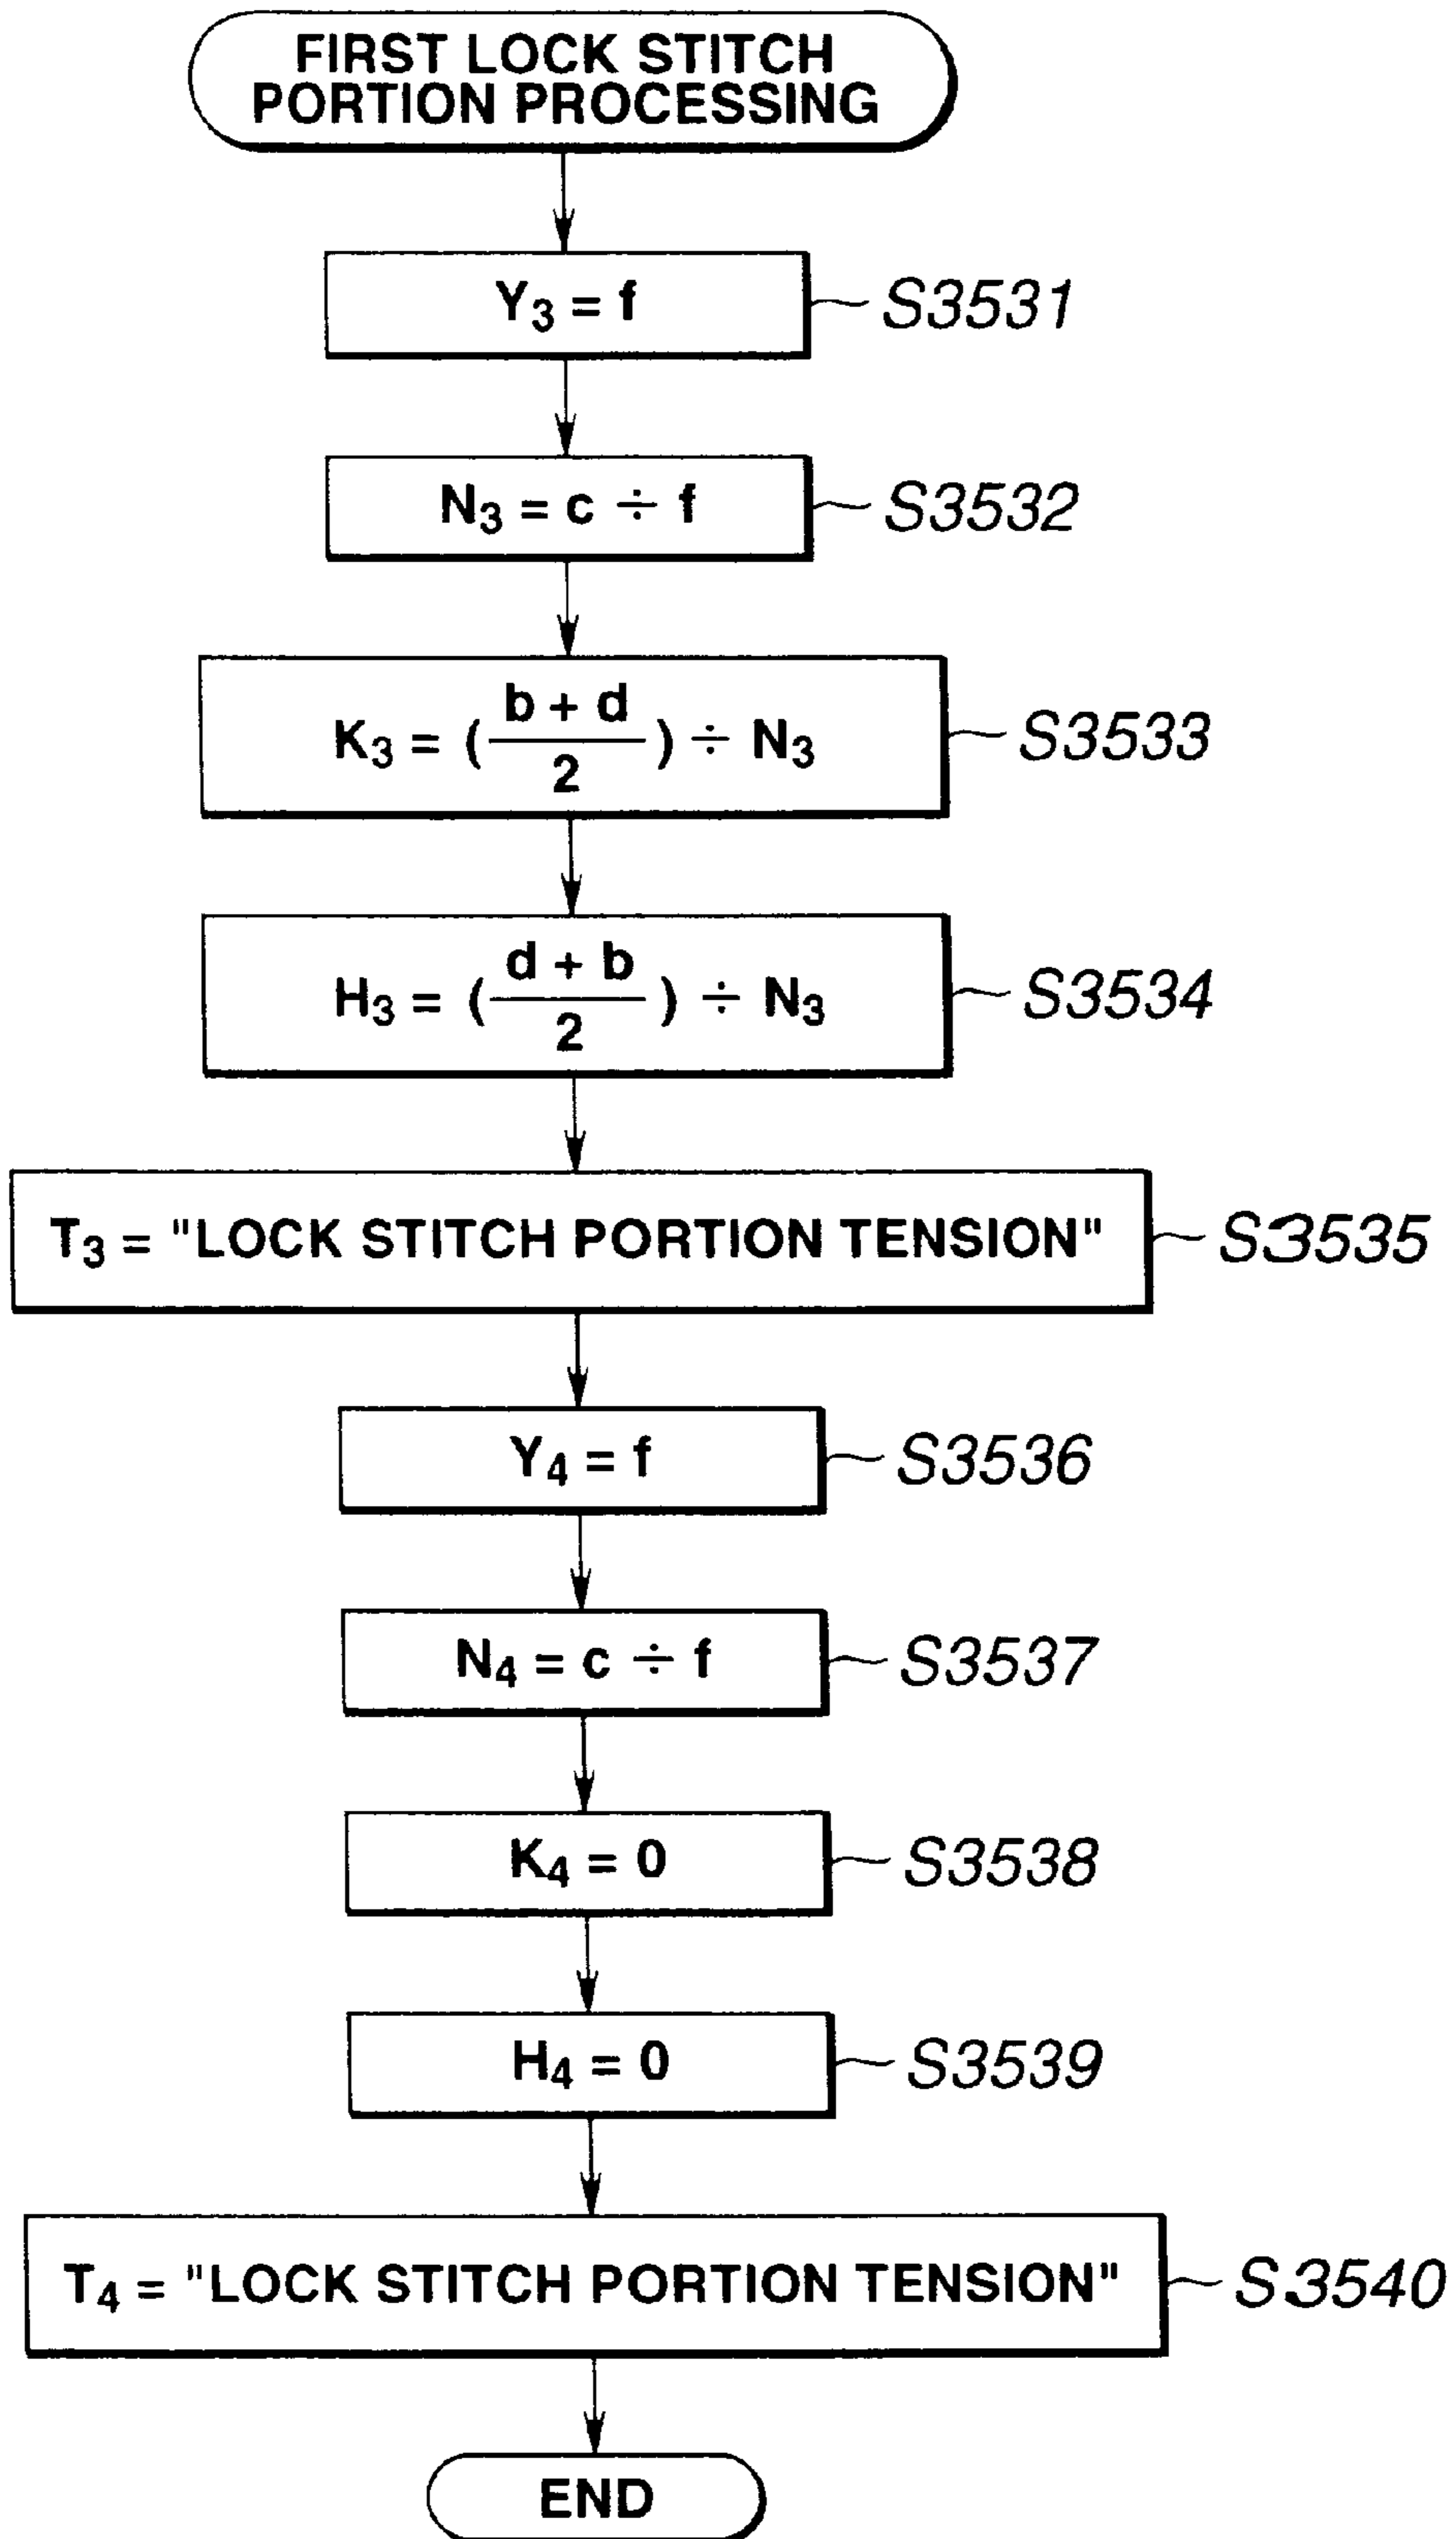 FIRST LOCK STITCH
PORTION PROCESSING
Y₃ = f
S3531
N₃ = c ÷ f
S3532
K₃ = ( b + d / 2 ) ÷ N₃
S3533
H₃ = ( d + b / 2 ) ÷ N₃
S3534
T₃ = "LOCK STITCH PORTION TENSION"
S3535
Y₄ = f
S3536
N₄ = c ÷ f
S3537
K₄ = 0
S3538
H₄ = 0
S3539
T₄ = "LOCK STITCH PORTION TENSION"
S3540
END